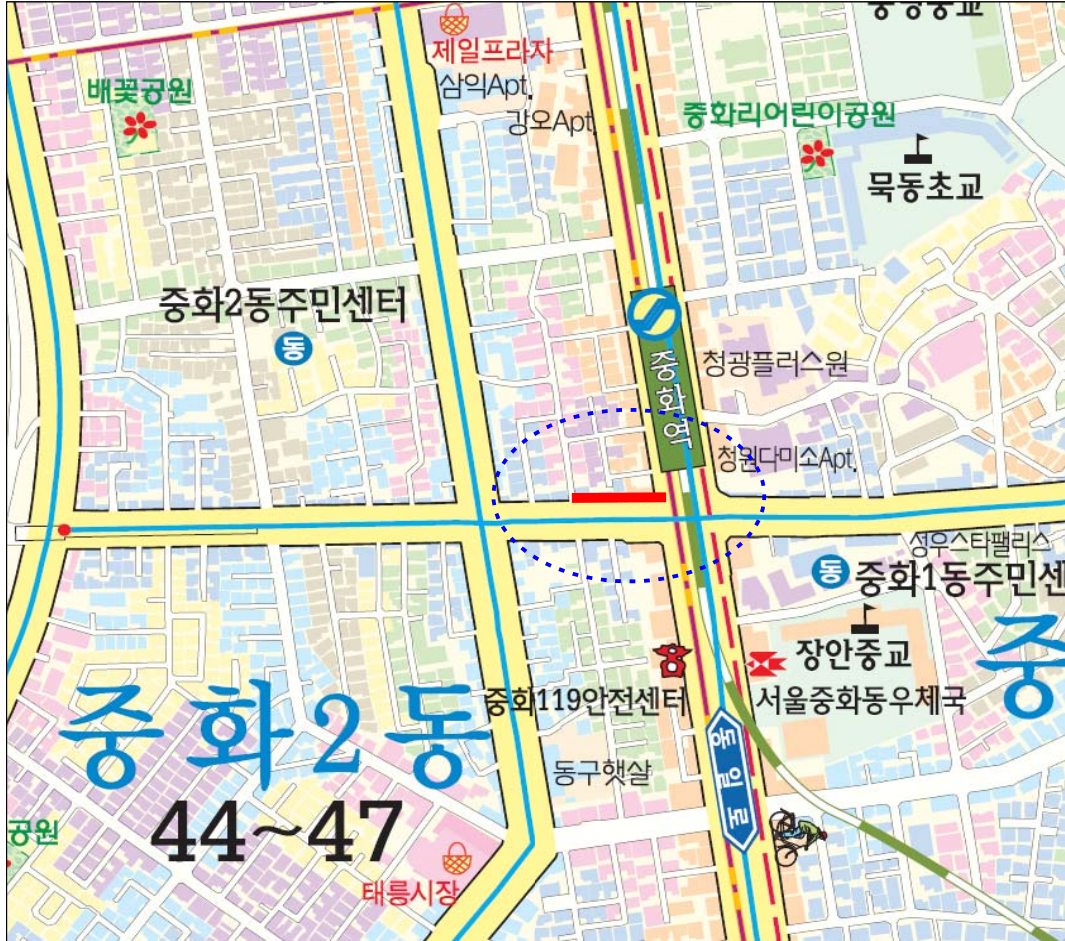 제일프라자
배꽃공원
삼익Apt.
강오Apt.
중화리어린이공원
묵동초교
중화2동주민센터
동
중화역
청광플러스원
청원다미소Apt.
성우스타팰리스
동
중화1동주민센
장안중교
중
중화119안전센터
서울중화동우체국
중화2동
동일로
동구햇살
44~47
공원
태릉시장